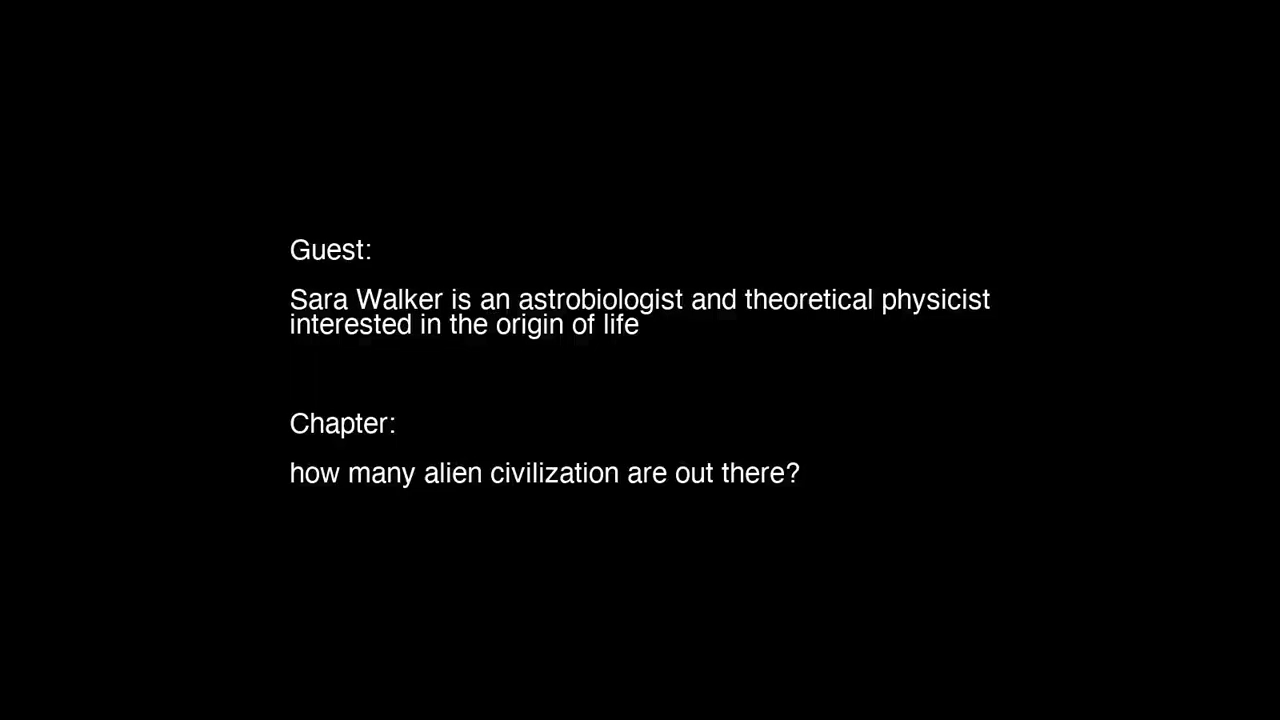 Guest:
Sara Walker is an astrobiologist and theoretical physicist
interested in the origin of life
Chapter:
how many alien civilization are out there?